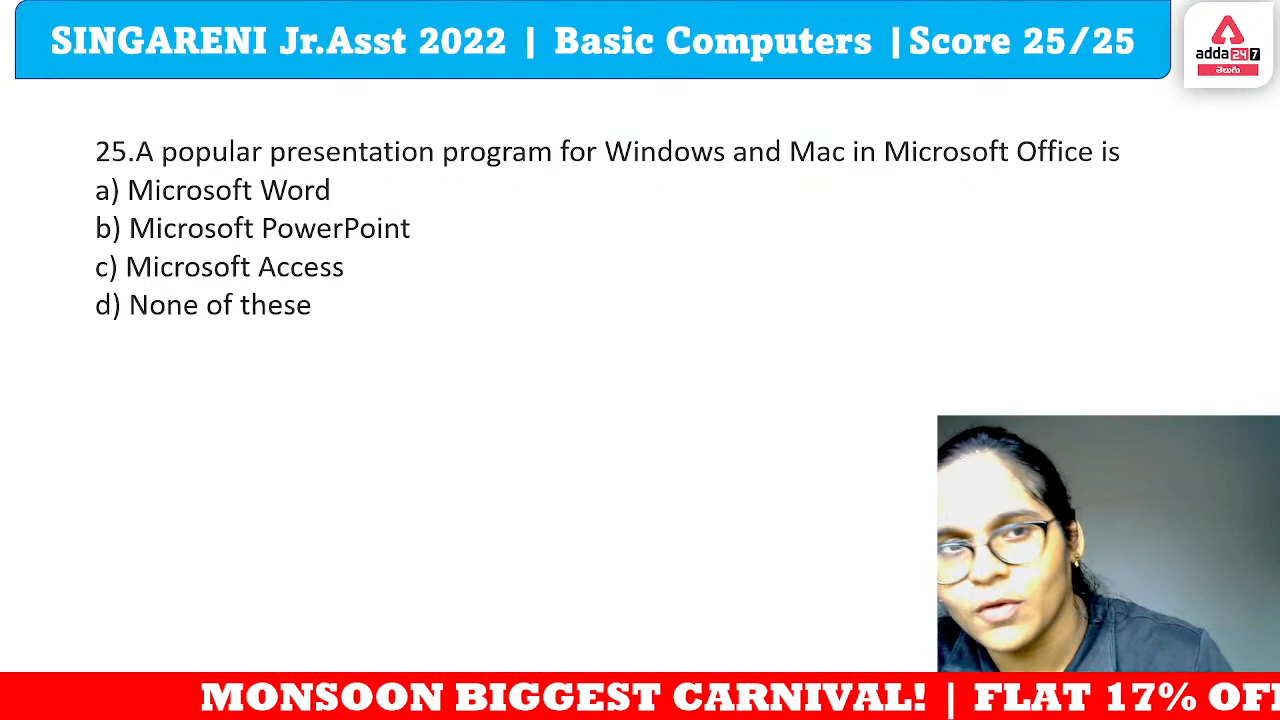 SINGARENI Jr.Asst 2022 | Basic Computers |Score 25/25
adda247
తెలుగు
25.A popular presentation program for Windows and Mac in Microsoft Office is
a) Microsoft Word
b) Microsoft PowerPoint
c) Microsoft Access
d) None of these
MONSOON BIGGEST CARNIVAL! | FLAT 17% OF